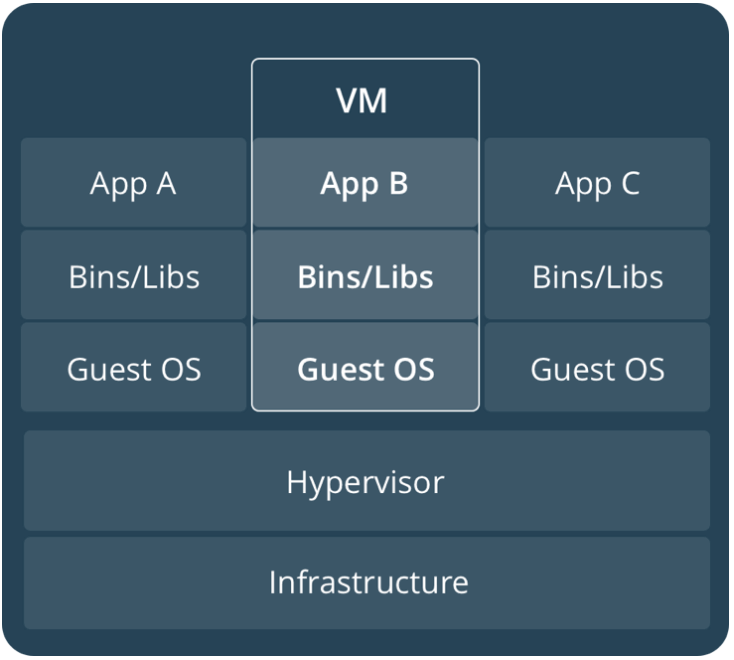 VM
App A
App B
App C
Bins/Libs
Bins/Libs
Bins/Libs
Guest OS
Guest OS
Guest OS
Hypervisor
Infrastructure